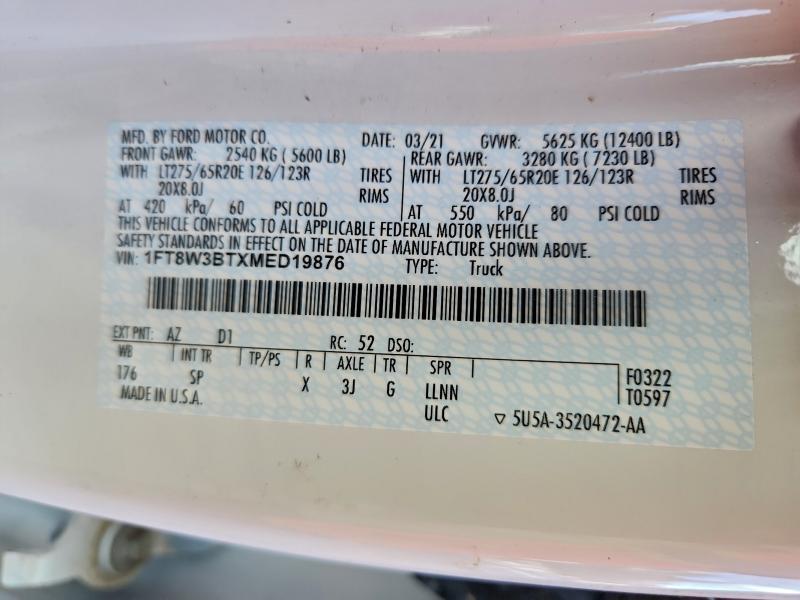 MFD. BY FORD MOTOR CO. DATE: 03/21 GVWR: 5625 KG (12400 LB)
FRONT GAWR: 2540 KG ( 5600 LB) REAR GAWR: 3280 KG ( 7230 LB)
WITH LT275/65R20E 126/123R TIRES WITH LT275/65R20E 126/123R TIRES
20X8.0J RIMS 20X8.0J RIMS
AT 420 kPa/ 60 PSI COLD AT 550 kPa/ 80 PSI COLD
THIS VEHICLE CONFORMS TO ALL APPLICABLE FEDERAL MOTOR VEHICLE
SAFETY STANDARDS IN EFFECT ON THE DATE OF MANUFACTURE SHOWN ABOVE.
VIN: 1FT8W3BTXMED19876 TYPE: Truck
EXT PNT: AZ D1 RC: 52 DSO:
WB INT TR TP/PS R AXLE TR SPR
176 SP X 3J G LLNN F0322
MADE IN U.S.A. ULC T0597
▽ 5U5A-3520472-AA